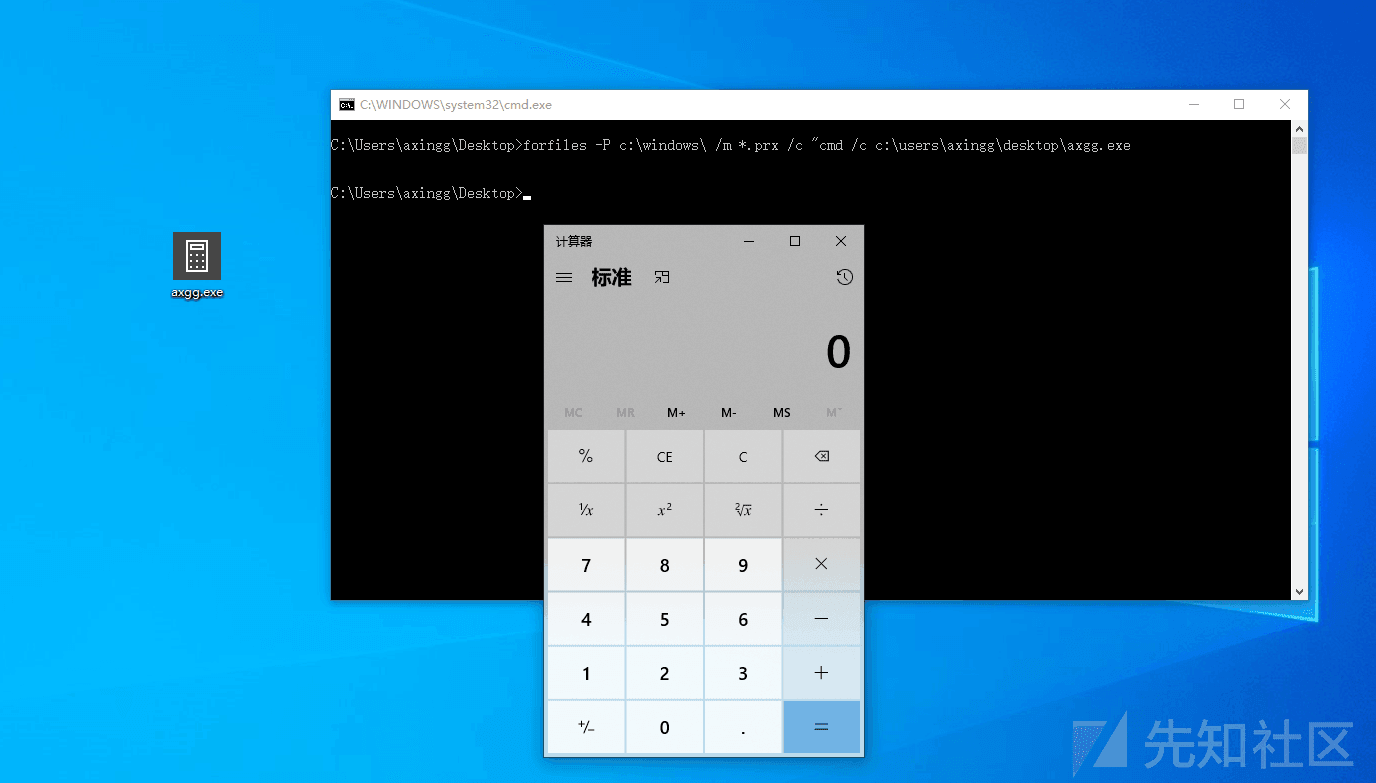 C:\WINDOWS\system32\cmd.exe
C:\Users\axingg\Desktop>forfiles -P c:\windows\ /m *.prx /c "cmd /c c:\users\axingg\desktop\axgg.exe
C:\Users\axingg\Desktop>
axgg.exe
计算器
标准
0
MC MR M+ M- MS M˅
% CE C
¹⁄x x² ²√x ÷
7 8 9 ×
4 5 6 −
1 2 3 +
+/− 0 . =
先知社区